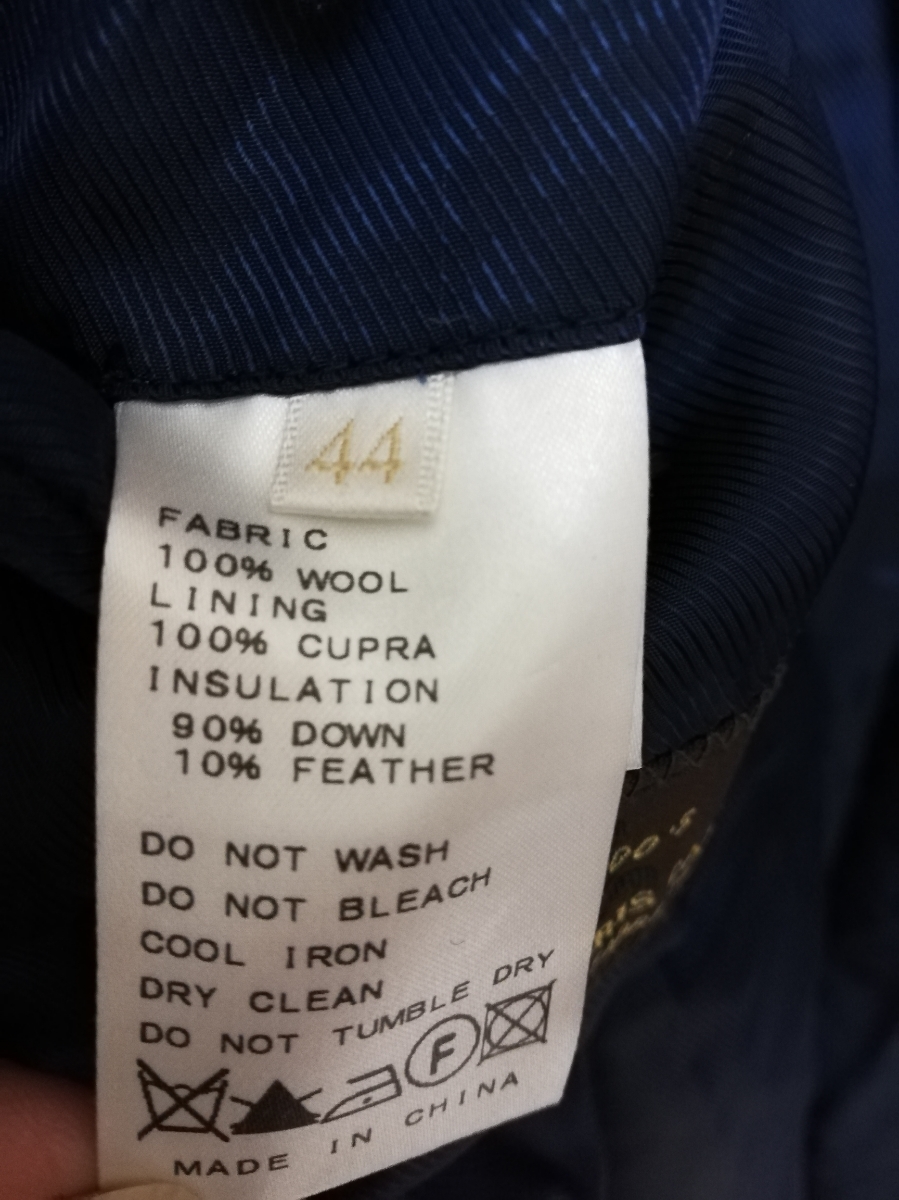 44
FABRIC
100% WOOL
LINING
100% CUPRA
INSULATION
90% DOWN
10% FEATHER
DO NOT WASH
DO NOT BLEACH
COOL IRON
DRY CLEAN
DO NOT TUMBLE DRY
F
MADE IN CHINA